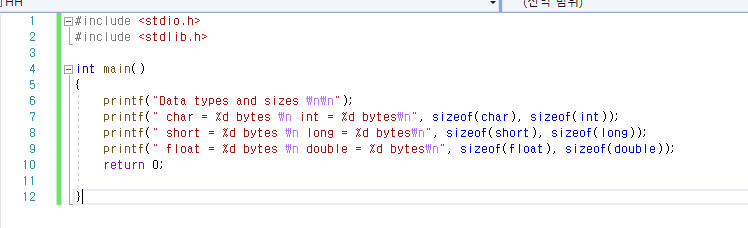 HH
1 #include <stdio.h>
2 #include <stdlib.h>
3
4 int main()
5 {
6 printf("Data types and sizes ₩n₩n");
7 printf(" char = %d bytes ₩n int = %d bytes₩n", sizeof(char), sizeof(int));
8 printf(" short = %d bytes ₩n long = %d bytes₩n", sizeof(short), sizeof(long));
9 printf(" float = %d bytes ₩n double = %d bytes₩n", sizeof(float), sizeof(double));
10 return 0;
11
12 }